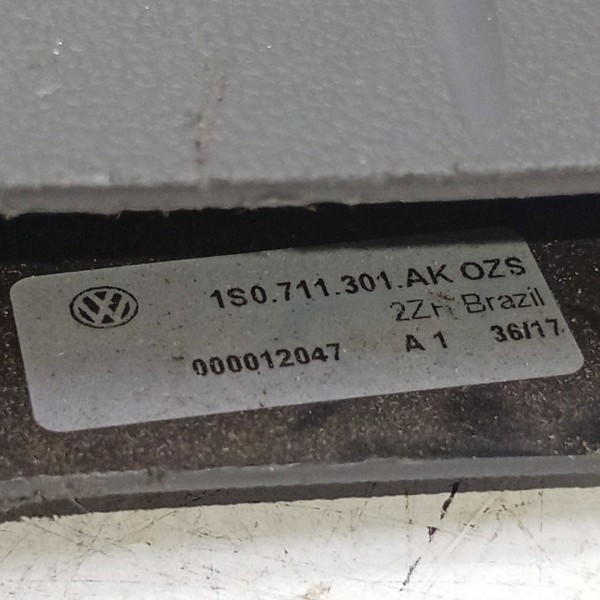 1S0.711.301.AK OZS
2ZH Brazil
000012047 A 1 36/17